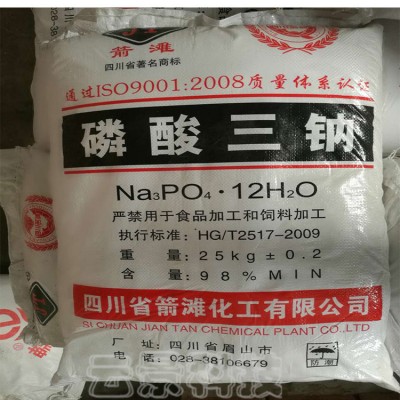 箭滩
四川省著名商标
通过ISO9001:2008质量体系认证
磷酸三钠
Na₃PO₄·12H₂O
严禁用于食品加工和饲料加工
执行标准: HG/T2517-2009
重量: 25kg±0.2
含量: 98%MIN
四川省箭滩化工有限公司
SI CHUAN JIAN TAN CHEMICAL PLANT CO.,LTD
厂址: 四川省眉山市
电话: 028-38106679
防潮